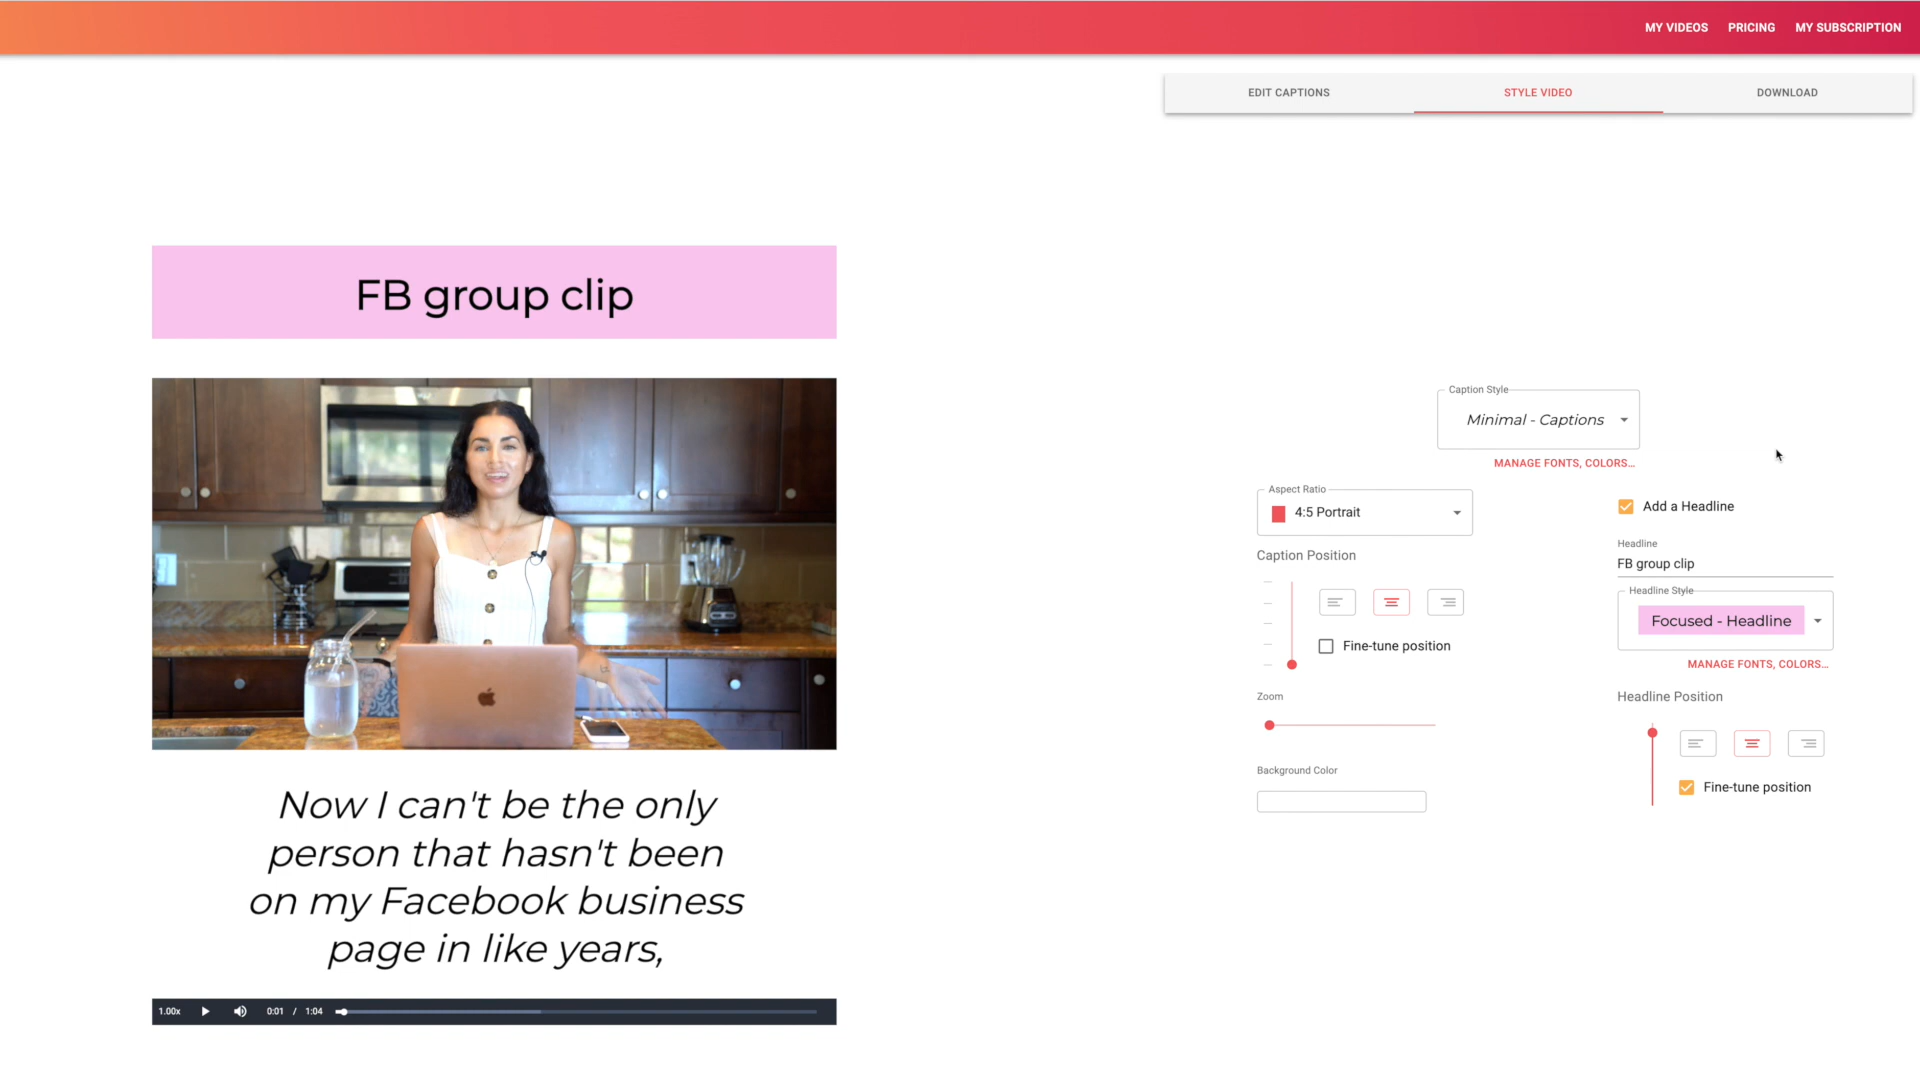 MY VIDEOS PRICING MY SUBSCRIPTION
EDIT CAPTIONS STYLE VIDEO DOWNLOAD
FB group clip
Now I can't be the only
person that hasn't been
on my Facebook business
page in like years,
1.00x 0:01 / 1:04
Caption Style
Minimal - Captions
MANAGE FONTS, COLORS...
Aspect Ratio
4:5 Portrait
Caption Position
Fine-tune position
Zoom
Background Color
Add a Headline
Headline
FB group clip
Headline Style
Focused - Headline
MANAGE FONTS, COLORS...
Headline Position
Fine-tune position